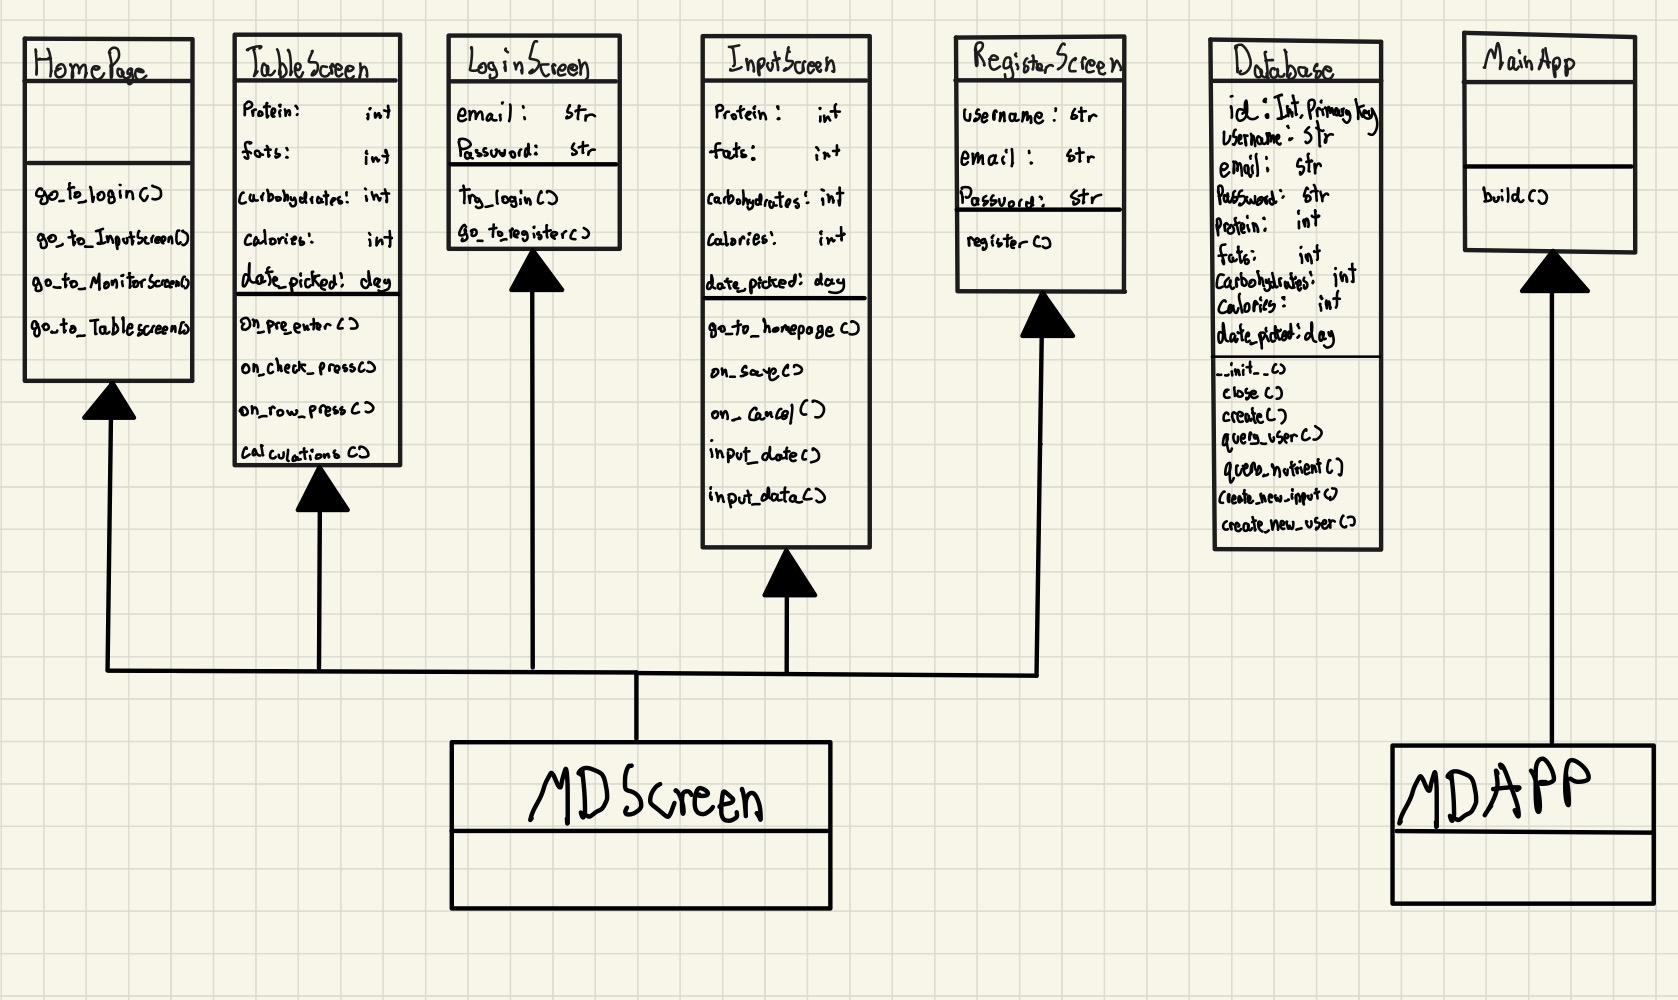 HomePage
go_to_login()
go_to_InputScreen()
go_to_MonitorScreen()
go_to_Tablescreen()
TableScreen
Protein: int
fats: int
carbohydrates: int
calories: int
date_picked: day
on_pre_enter()
on_check_press()
on_row_press()
calculations()
LoginScreen
email: str
Password: str
try_login()
go_to_register()
InputScreen
Protein: int
fats: int
carbohydrates: int
calories: int
date_picked: day
go_to_homepage()
on_save()
on_cancel()
input_date()
input_data()
RegisterScreen
username: str
email: str
Password: str
register()
Database
id: Int, Primary key
username: str
email: str
Password: str
Protein: int
fats: int
Carbohydrates: int
Calories: int
date_picked: day
__init__()
close()
create()
query_user()
query_nutrient()
create_new_input()
create_new_user()
MainApp
build()
MDScreen
MDAPP